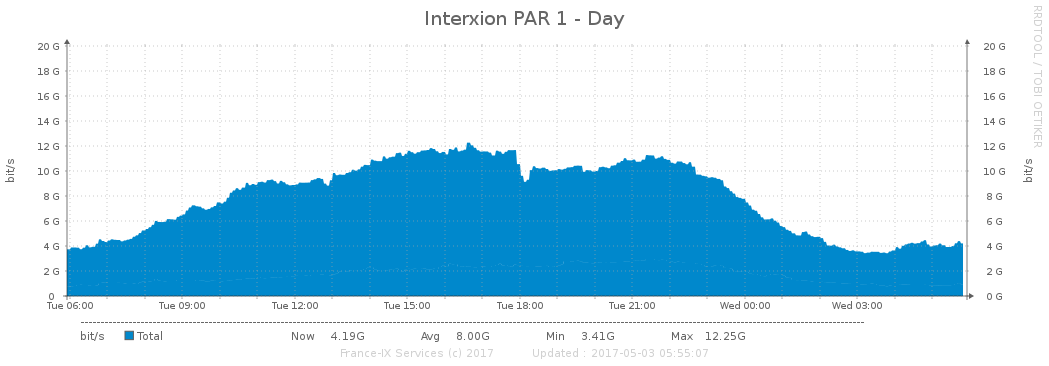 Interxion PAR 1 - Day
RRDTOOL / TOBI OETIKER
bit/s
bit/s
20 G 20 G
18 G 18 G
16 G 16 G
14 G 14 G
12 G 12 G
10 G 10 G
8 G 8 G
6 G 6 G
4 G 4 G
2 G 2 G
0 0 G
Tue 06:00 Tue 09:00 Tue 12:00 Tue 15:00 Tue 18:00 Tue 21:00 Wed 00:00 Wed 03:00
bit/s Total Now 4.19G Avg 8.00G Min 3.41G Max 12.25G
France-IX Services (c) 2017 Updated : 2017-05-03 05:55:07